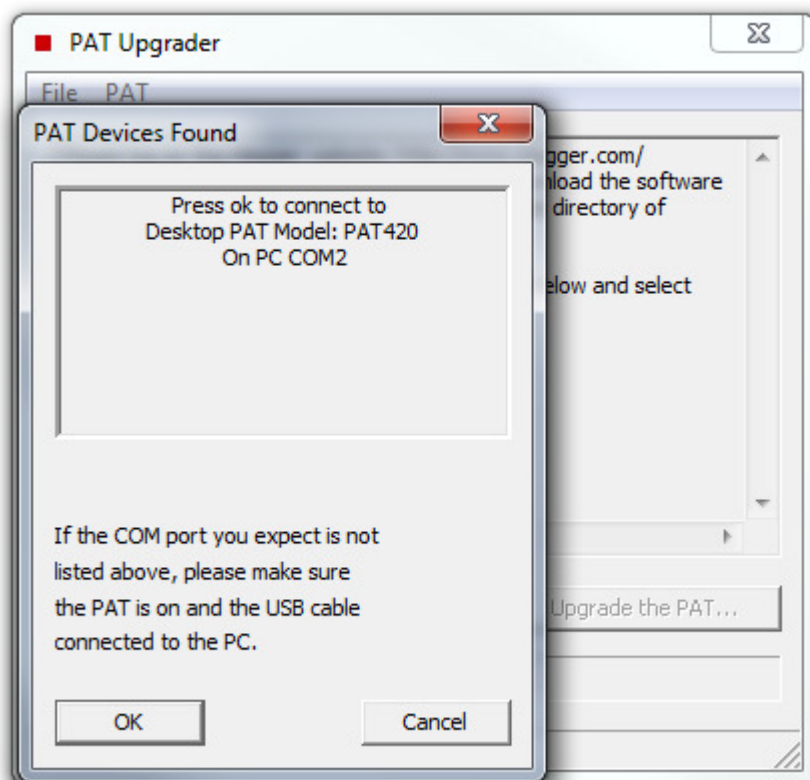 PAT Upgrader
File PAT
PAT Devices Found
Press ok to connect to
Desktop PAT Model: PAT420
On PC COM2
If the COM port you expect is not
listed above, please make sure
the PAT is on and the USB cable
connected to the PC.
OK
Cancel
gger.com/
load the software
directory of
elow and select
Upgrade the PAT...